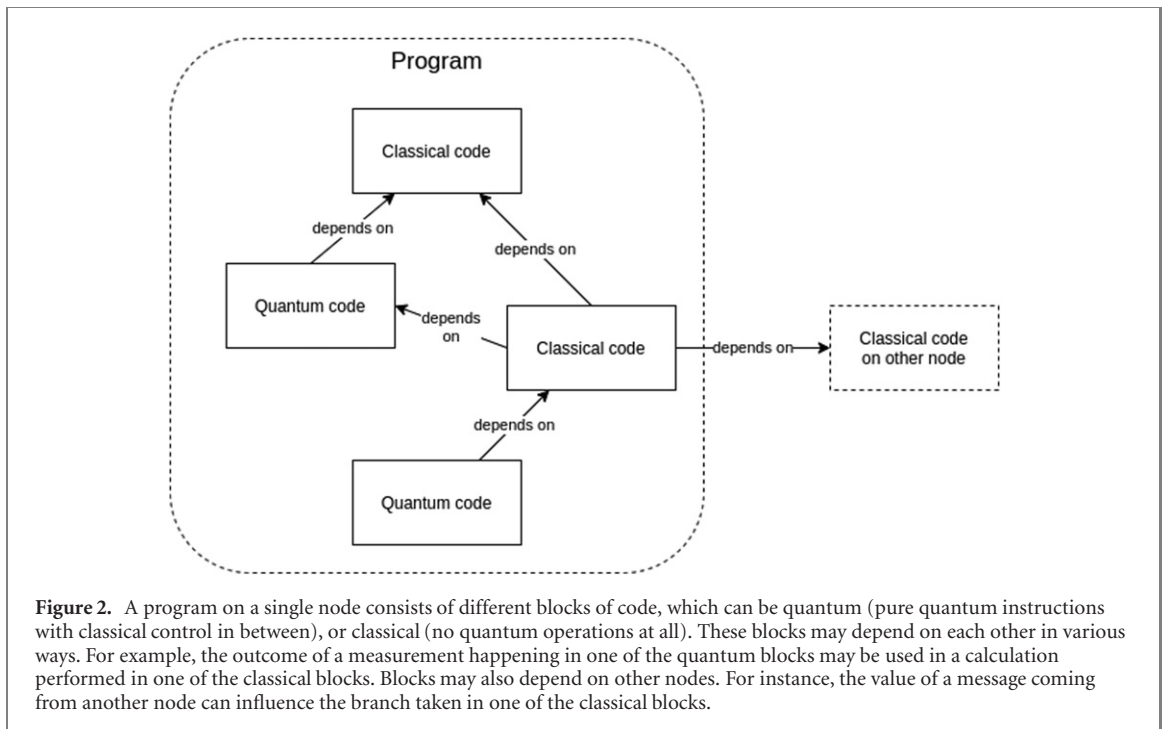 Program
Classical code
depends on
depends on
Quantum code
depends
on
Classical code
depends on
Classical code
on other node
depends on
Quantum code
Figure 2. A program on a single node consists of different blocks of code, which can be quantum (pure quantum instructions
with classical control in between), or classical (no quantum operations at all). These blocks may depend on each other in various
ways. For example, the outcome of a measurement happening in one of the quantum blocks may be used in a calculation
performed in one of the classical blocks. Blocks may also depend on other nodes. For instance, the value of a message coming
from another node can influence the branch taken in one of the classical blocks.